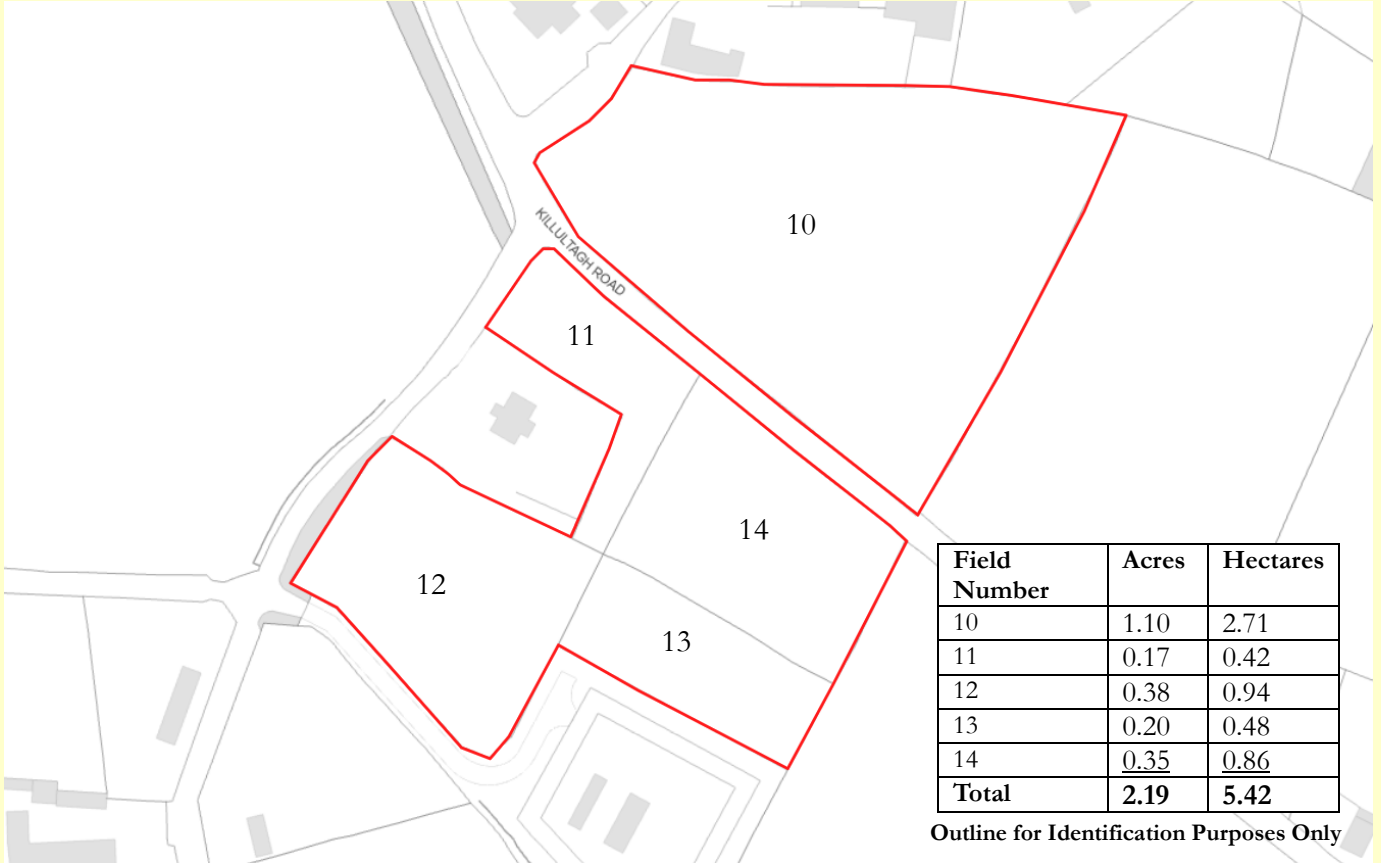 KILLULTAGH ROAD
10
11
14
12
13
Field Number Acres Hectares
10 1.10 2.71
11 0.17 0.42
12 0.38 0.94
13 0.20 0.48
14 0.35 0.86
Total 2.19 5.42
Outline for Identification Purposes Only